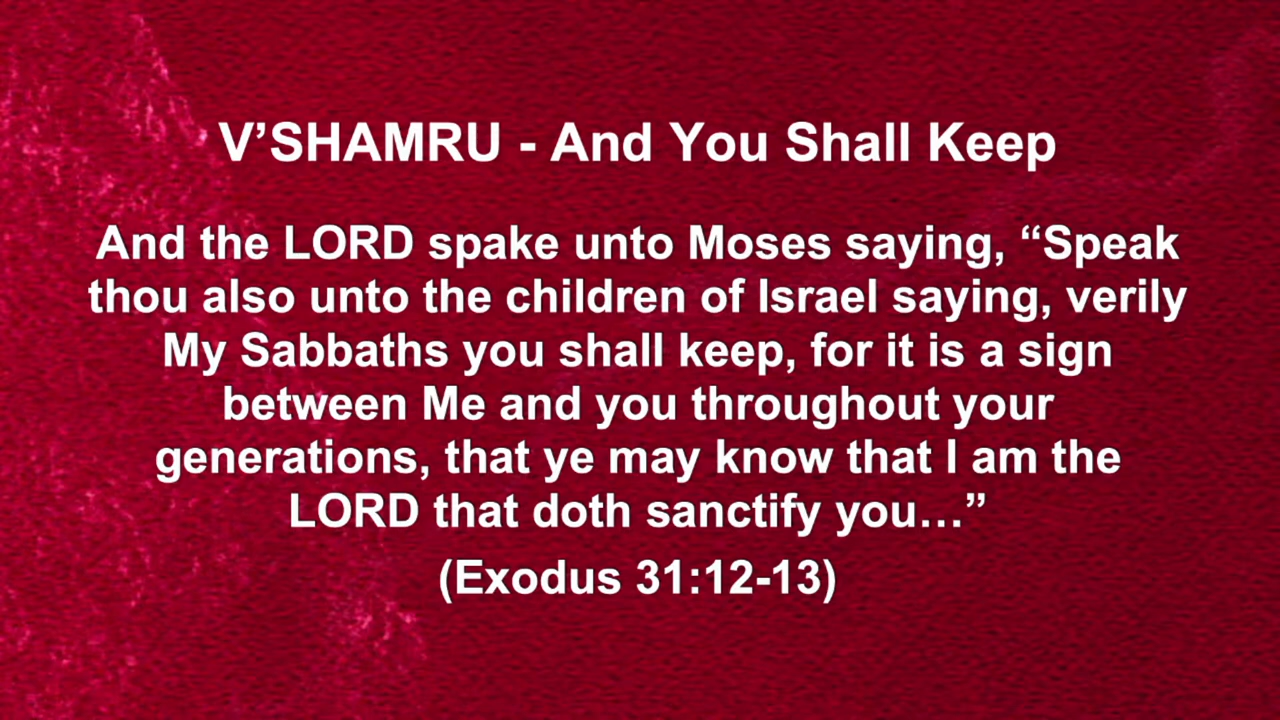 V’SHAMRU - And You Shall Keep
And the LORD spake unto Moses saying, “Speak
thou also unto the children of Israel saying, verily
My Sabbaths you shall keep, for it is a sign
between Me and you throughout your
generations, that ye may know that I am the
LORD that doth sanctify you…”
(Exodus 31:12-13)